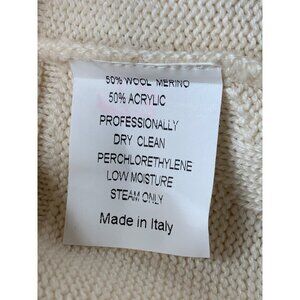 50% WOOL MERINO
50% ACRYLIC
PROFESSIONALLY
DRY CLEAN
PERCHLORETHYLENE
LOW MOISTURE
STEAM ONLY
Made in Italy